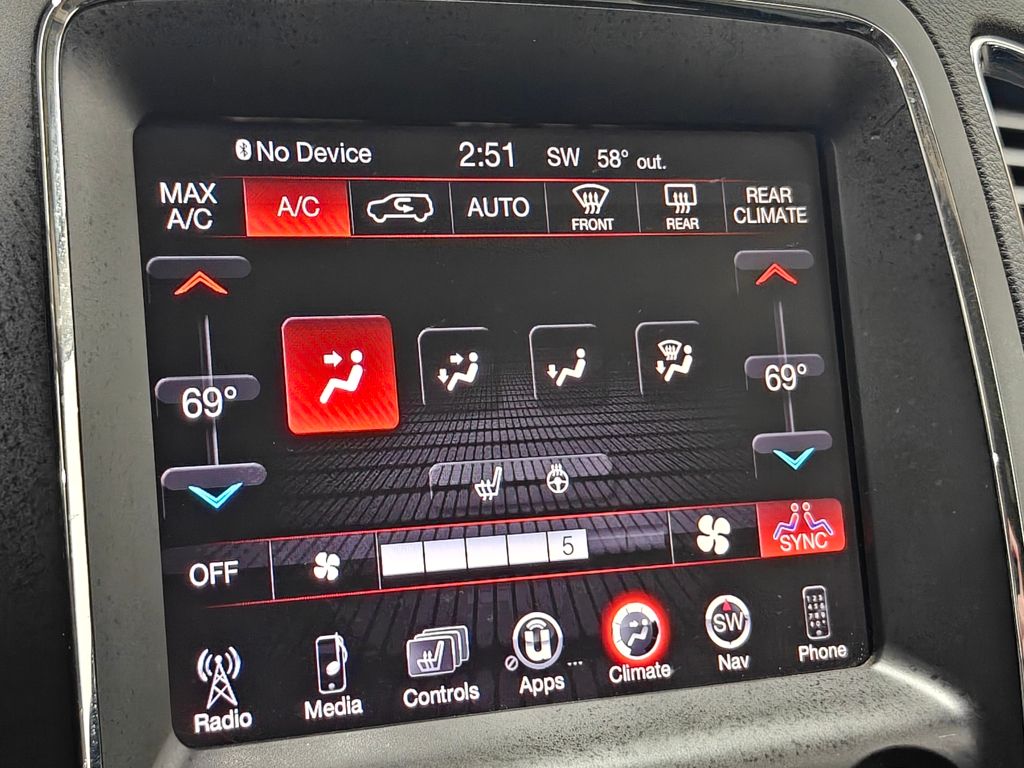 No Device 2:51 SW 58° out.
MAX A/C
A/C
AUTO
FRONT
REAR
REAR CLIMATE
69°
69°
OFF
5
SYNC
Radio
Media
Controls
Apps
Climate
SW
Nav
Phone